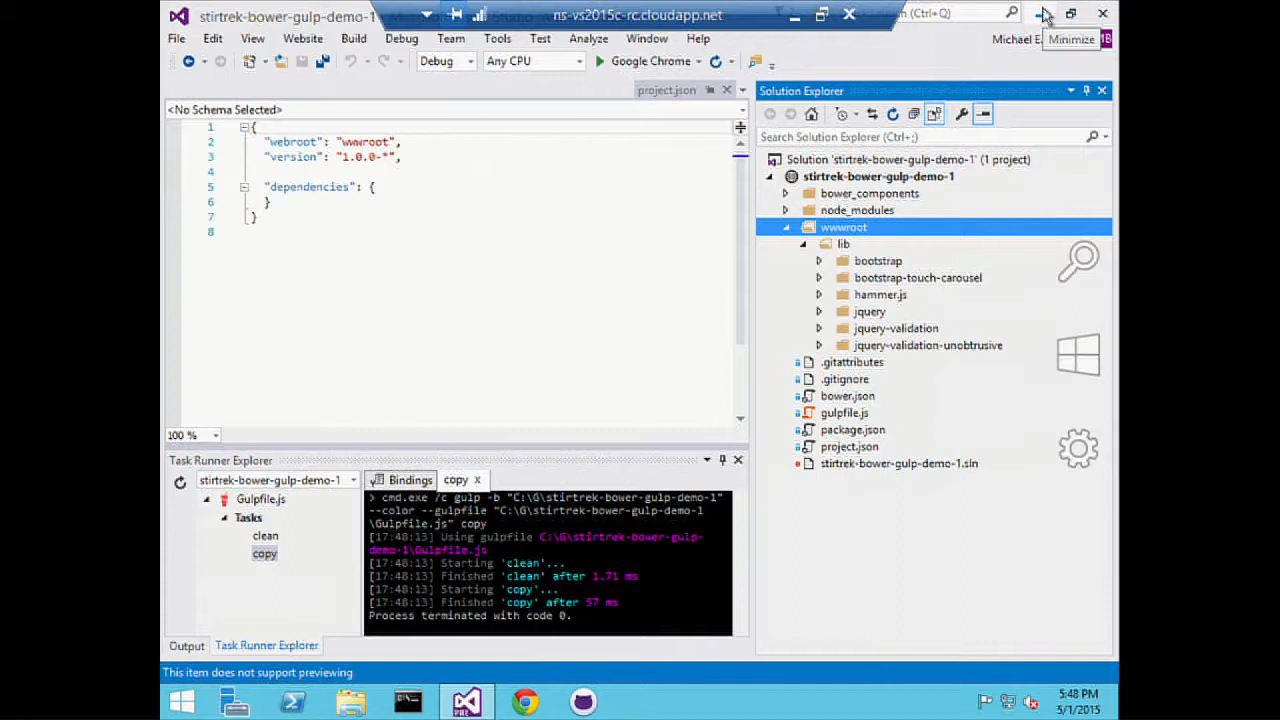 stirtrek-bower-gulp-demo-1
ns-vs2015c-rc.cloudapp.net
(Ctrl+Q)
File Edit View Website Build Debug Team Tools Test Analyze Window Help
Michael E.
Minimize
MB
Debug Any CPU Google Chrome
project.json
<No Schema Selected>
1 {
2 "webroot": "wwwroot",
3 "version": "1.0.0-*",
4
5 "dependencies": {
6 }
7 }
8
100 %
Solution Explorer
Search Solution Explorer (Ctrl+;)
Solution 'stirtrek-bower-gulp-demo-1' (1 project)
stirtrek-bower-gulp-demo-1
bower_components
node_modules
wwwroot
lib
bootstrap
bootstrap-touch-carousel
hammer.js
jquery
jquery-validation
jquery-validation-unobtrusive
.gitattributes
.gitignore
bower.json
gulpfile.js
package.json
project.json
stirtrek-bower-gulp-demo-1.sln
Task Runner Explorer
stirtrek-bower-gulp-demo-1
Gulpfile.js
Tasks
clean
copy
Bindings copy x
> cmd.exe /c gulp -b "C:\G\stirtrek-bower-gulp-demo-1"
--color --gulpfile "C:\G\stirtrek-bower-gulp-demo-1
\Gulpfile.js" copy
[17:48:13] Using gulpfile C:\G\stirtrek-bower-gulp-
demo-1\Gulpfile.js
[17:48:13] Starting 'clean'...
[17:48:13] Finished 'clean' after 1.71 ms
[17:48:13] Starting 'copy'...
[17:48:13] Finished 'copy' after 57 ms
Process terminated with code 0.
Output Task Runner Explorer
This item does not support previewing
PRE
5:48 PM
5/1/2015